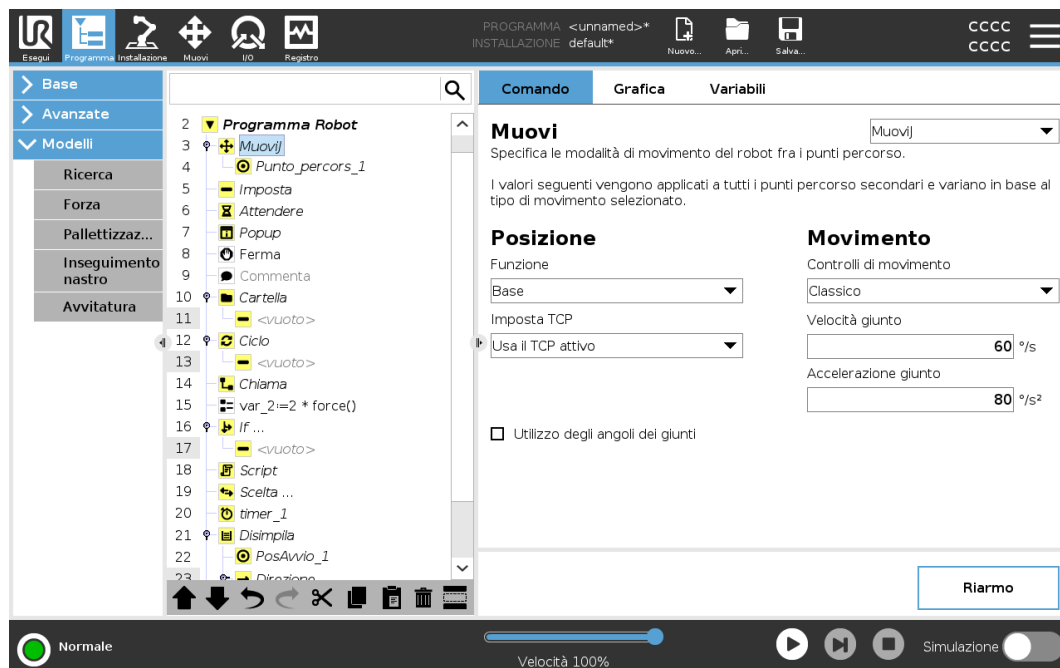 PROGRAMMA <unnamed>*
INSTALLAZIONE default*
Esegui
Programma
Installazione
Muovi
I/O
Registro
Nuovo...
Apri...
Salva...
CCCC
CCCC
Base
Avanzate
Modelli
Ricerca
Forza
Pallettizzaz...
Inseguimento
nastro
Avvitatura
2 Programma Robot
3 MuoviJ
4 Punto_percors_1
5 Imposta
6 Attendere
7 Popup
8 Ferma
9 Commenta
10 Cartella
11 <vuoto>
12 Ciclo
13 <vuoto>
14 Chiama
15 var_2:=2 * force()
16 If ...
17 <vuoto>
18 Script
19 Scelta ...
20 timer_1
21 Disimpila
22 PosAvvio_1
23 Direzione
Comando Grafica Variabili
Muovi
MuoviJ
Specifica le modalità di movimento del robot fra i punti percorso.
I valori seguenti vengono applicati a tutti i punti percorso secondari e variano in base al
tipo di movimento selezionato.
Posizione
Funzione
Base
Imposta TCP
Usa il TCP attivo
Movimento
Controlli di movimento
Classico
Velocità giunto
60 °/s
Accelerazione giunto
80 °/s²
Utilizzo degli angoli dei giunti
Riarmo
Normale
Velocità 100%
Simulazione